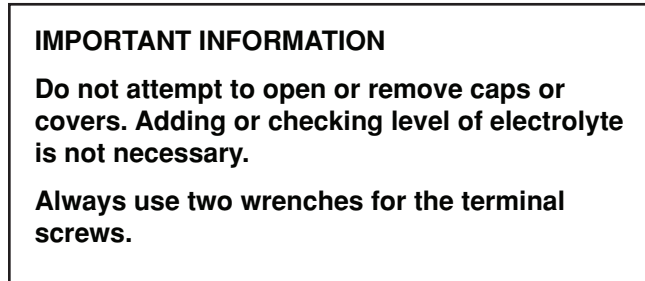 IMPORTANT INFORMATION
Do not attempt to open or remove caps or
covers. Adding or checking level of electrolyte
is not necessary.
Always use two wrenches for the terminal
screws.